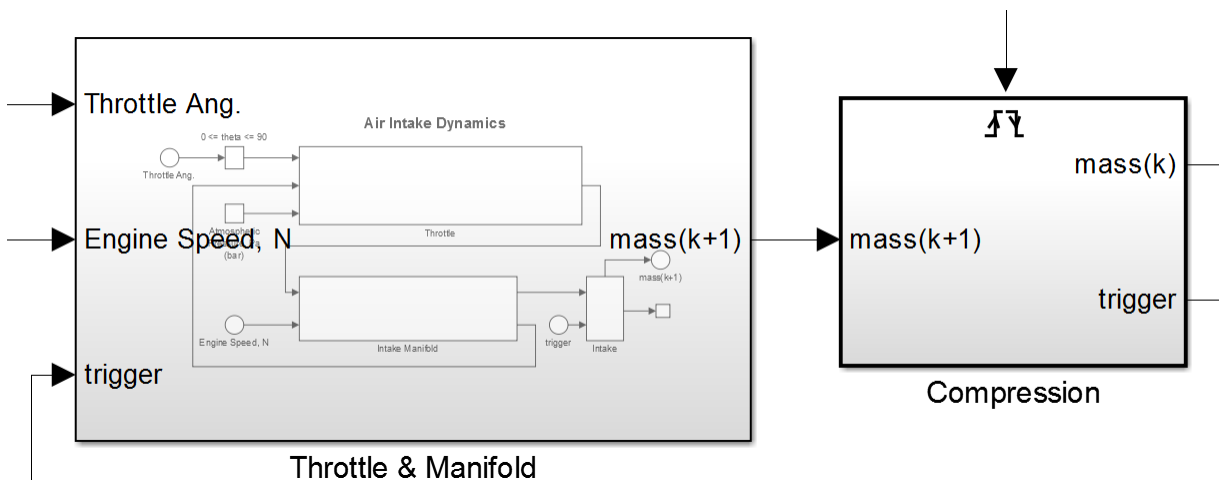 Throttle Ang.
Air Intake Dynamics
0 <= theta <= 90
Throttle Ang.
Throttle
Atmospheric
(bar)
Engine Speed, N
mass(k+1)
mass(k+1)
Engine Speed, N
Intake Manifold
trigger
Intake
trigger
Throttle & Manifold
mass(k)
mass(k+1)
trigger
Compression